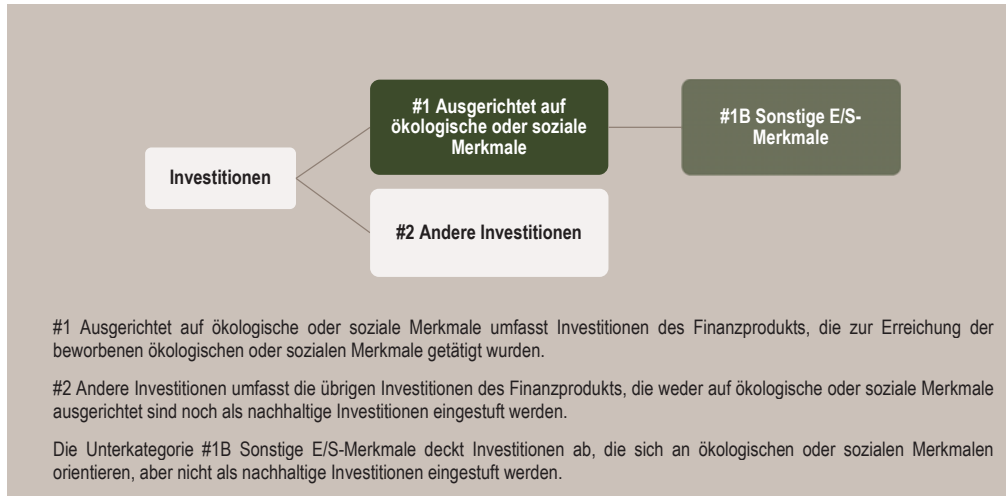 #1 Ausgerichtet auf
ökologische oder soziale
Merkmale
#1B Sonstige E/S-
Merkmale
Investitionen
#2 Andere Investitionen
#1 Ausgerichtet auf ökologische oder soziale Merkmale umfasst Investitionen des Finanzprodukts, die zur Erreichung der
beworbenen ökologischen oder sozialen Merkmale getätigt wurden.
#2 Andere Investitionen umfasst die übrigen Investitionen des Finanzprodukts, die weder auf ökologische oder soziale Merkmale
ausgerichtet sind noch als nachhaltige Investitionen eingestuft werden.
Die Unterkategorie #1B Sonstige E/S-Merkmale deckt Investitionen ab, die sich an ökologischen oder sozialen Merkmalen
orientieren, aber nicht als nachhaltige Investitionen eingestuft werden.